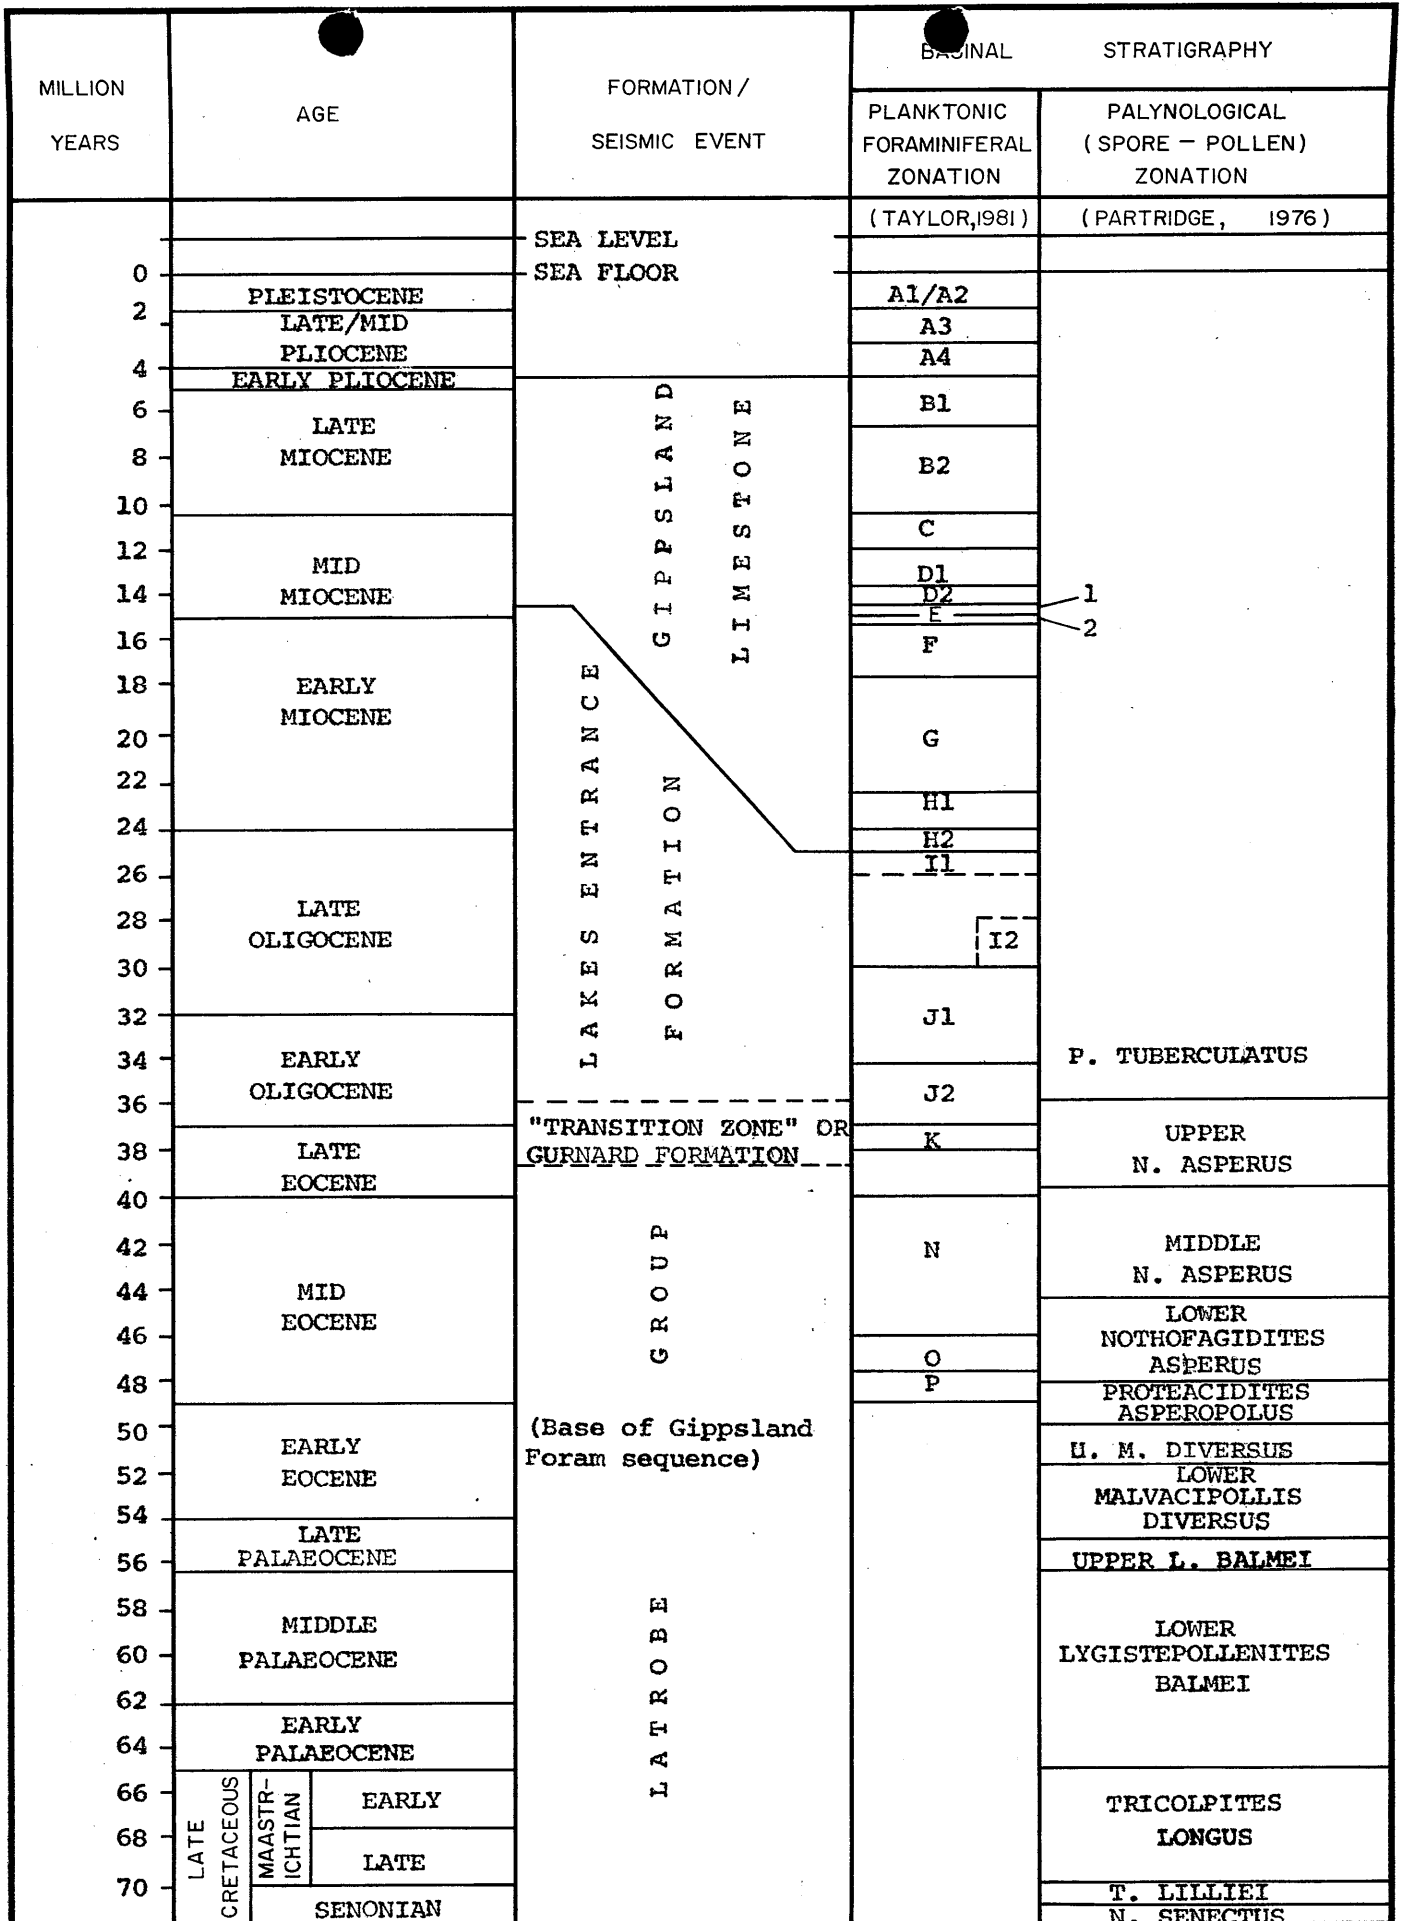 BASINAL STRATIGRAPHY
MILLION
YEARS
AGE
FORMATION /
SEISMIC EVENT
PLANKTONIC
FORAMINIFERAL
ZONATION
PALYNOLOGICAL
( SPORE – POLLEN)
ZONATION
(TAYLOR,1981)
(PARTRIDGE, 1976)
SEA LEVEL
SEA FLOOR
0
2
4
6
8
10
12
14
16
18
20
22
24
26
28
30
32
34
36
38
40
42
44
46
48
50
52
54
56
58
60
62
64
66
68
70
PLEISTOCENE
LATE/MID
PLIOCENE
EARLY PLIOCENE
LATE
MIOCENE
MID
MIOCENE
EARLY
MIOCENE
LATE
OLIGOCENE
EARLY
OLIGOCENE
LATE
EOCENE
MID
EOCENE
EARLY
EOCENE
LATE
PALAEOCENE
MIDDLE
PALAEOCENE
EARLY
PALAEOCENE
LATE
CRETACEOUS
MAASTR-
ICHTIAN
EARLY
LATE
SENONIAN
GIPPSLAND
LIMESTONE
LAKES ENTRANCE
FORMATION
"TRANSITION ZONE" OR
GURNARD FORMATION
LATROBE GROUP
(Base of Gippsland
Foram sequence)
A1/A2
A3
A4
B1
B2
C
D1
D2
E
1
2
F
G
H1
H2
I1
I2
J1
J2
K
N
O
P
P. TUBERCULATUS
UPPER
N. ASPERUS
MIDDLE
N. ASPERUS
LOWER
NOTHOFAGIDITES
ASPERUS
PROTEACIDITES
ASPEROPOLUS
U. M. DIVERSUS
LOWER
MALVACIPOLLIS
DIVERSUS
UPPER L. BALMEI
LOWER
LYGISTEPOLLENITES
BALMEI
TRICOLPITES
LONGUS
T. LILLIEI
N. SENECTUS